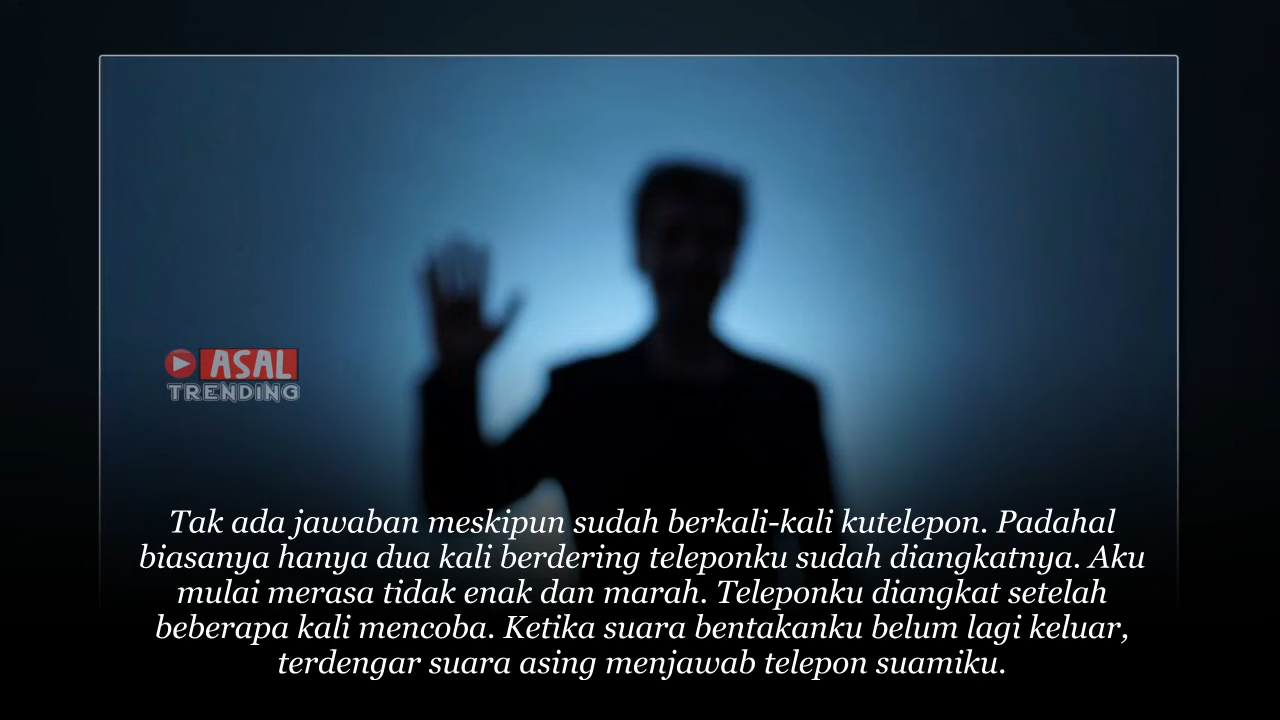 ASAL
TRENDING
Tak ada jawaban meskipun sudah berkali-kali kutelepon. Padahal
biasanya hanya dua kali berdering teleponku sudah diangkatnya. Aku
mulai merasa tidak enak dan marah. Teleponku diangkat setelah
beberapa kali mencoba. Ketika suara bentakanku belum lagi keluar,
terdengar suara asing menjawab telepon suamiku.